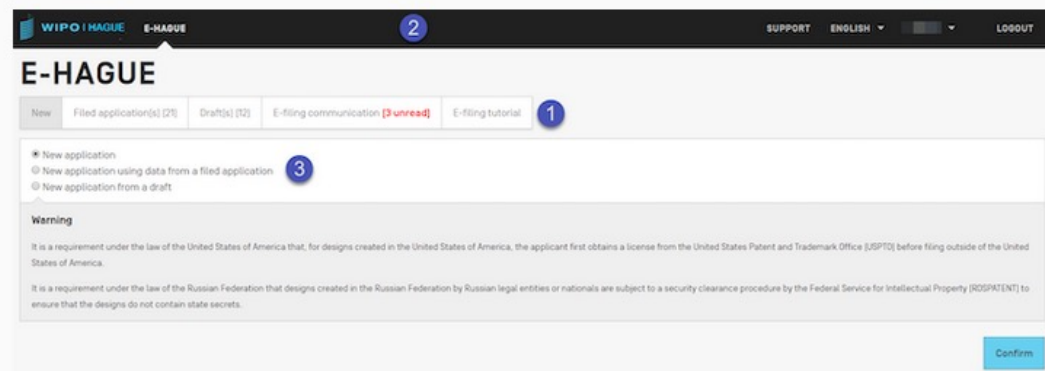 WIPO | HAGUE E-HAGUE 2 SUPPORT ENGLISH LOGOUT
E-HAGUE
New Filed application(s) [21] Draft(s) [12] E-filing communication [3 unread] E-filing tutorial 1
New application
New application using data from a filed application 3
New application from a draft
Warning
It is a requirement under the law of the United States of America that, for designs created in the United States of America, the applicant first obtains a license from the United States Patent and Trademark Office (USPTO) before filing outside of the United
States of America.
It is a requirement under the law of the Russian Federation that designs created in the Russian Federation by Russian legal entities or nationals are subject to a security clearance procedure by the Federal Service for Intellectual Property (ROSPATENT) to
ensure that the designs do not contain state secrets.
Confirm